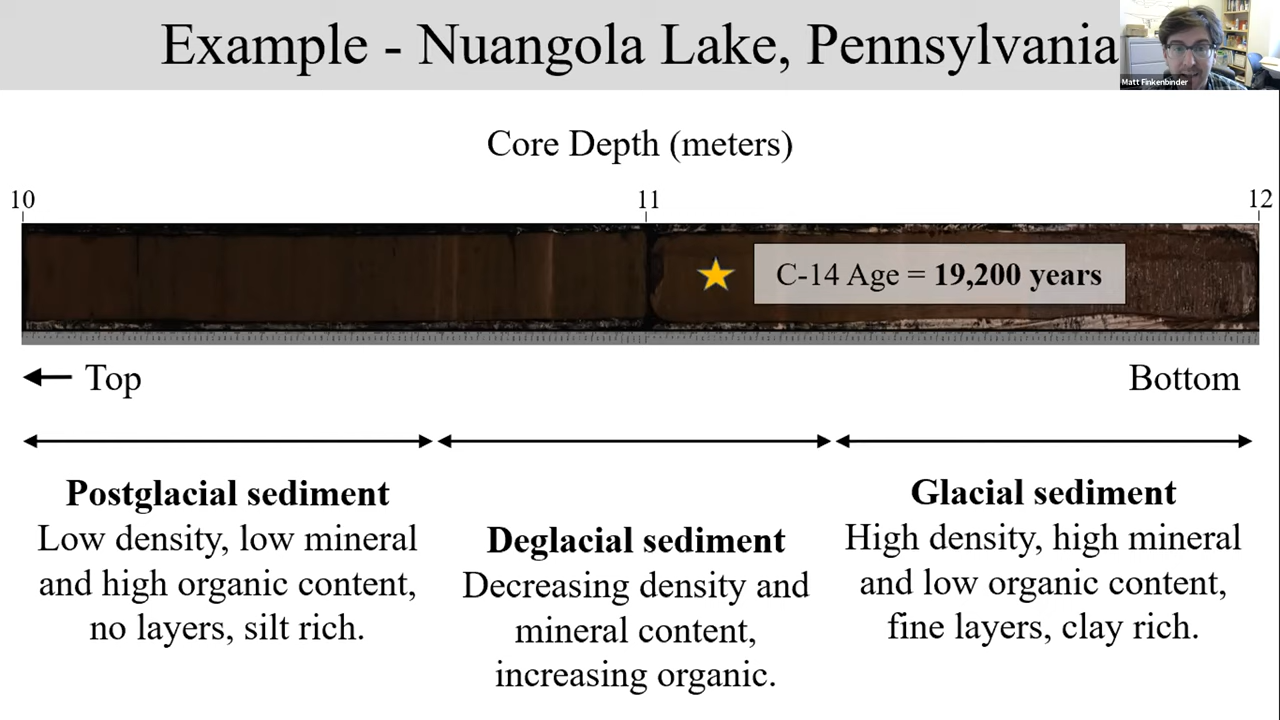 Example - Nuangola Lake, Pennsylvania
Matt Finkenbinder
Core Depth (meters)
10
11
12
C-14 Age = 19,200 years
Top
Bottom
Postglacial sediment
Low density, low mineral
and high organic content,
no layers, silt rich.
Deglacial sediment
Decreasing density and
mineral content,
increasing organic.
Glacial sediment
High density, high mineral
and low organic content,
fine layers, clay rich.